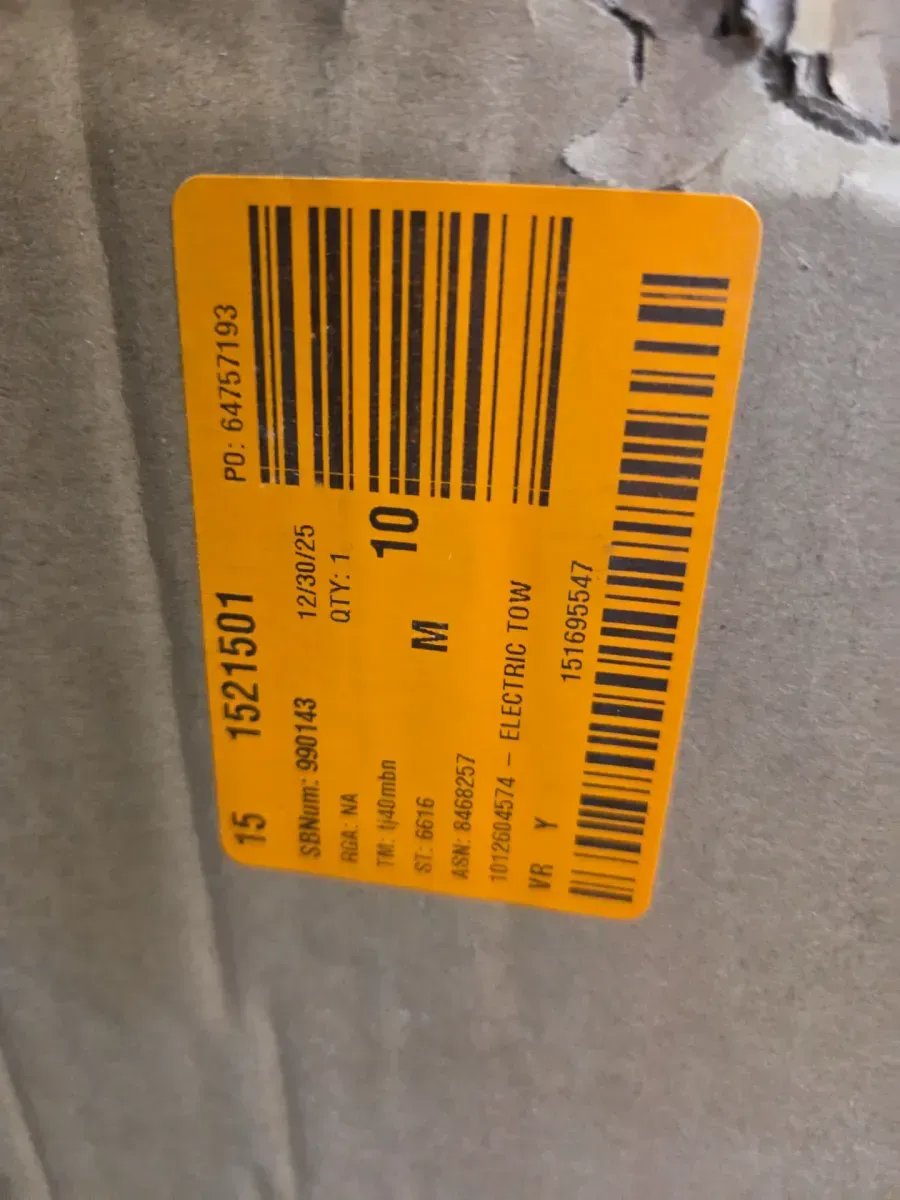 15 1521501 PO: 64757193
SBNum: 990143 12/30/25
RGA: NA QTY: 1
TM: tj40mbn 10
ST: 6616 M
ASN: 8468257
1012604574 – ELECTRIC TOW
VR Y
151695547